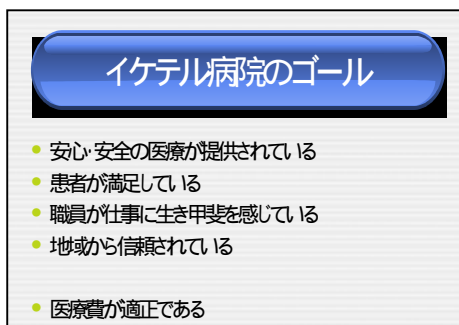 イケテル病院のゴール
• 安心・安全の医療が提供されている
• 患者が満足している
• 職員が仕事に生き甲斐を感じている
• 地域から信頼されている
• 医療費が適正である